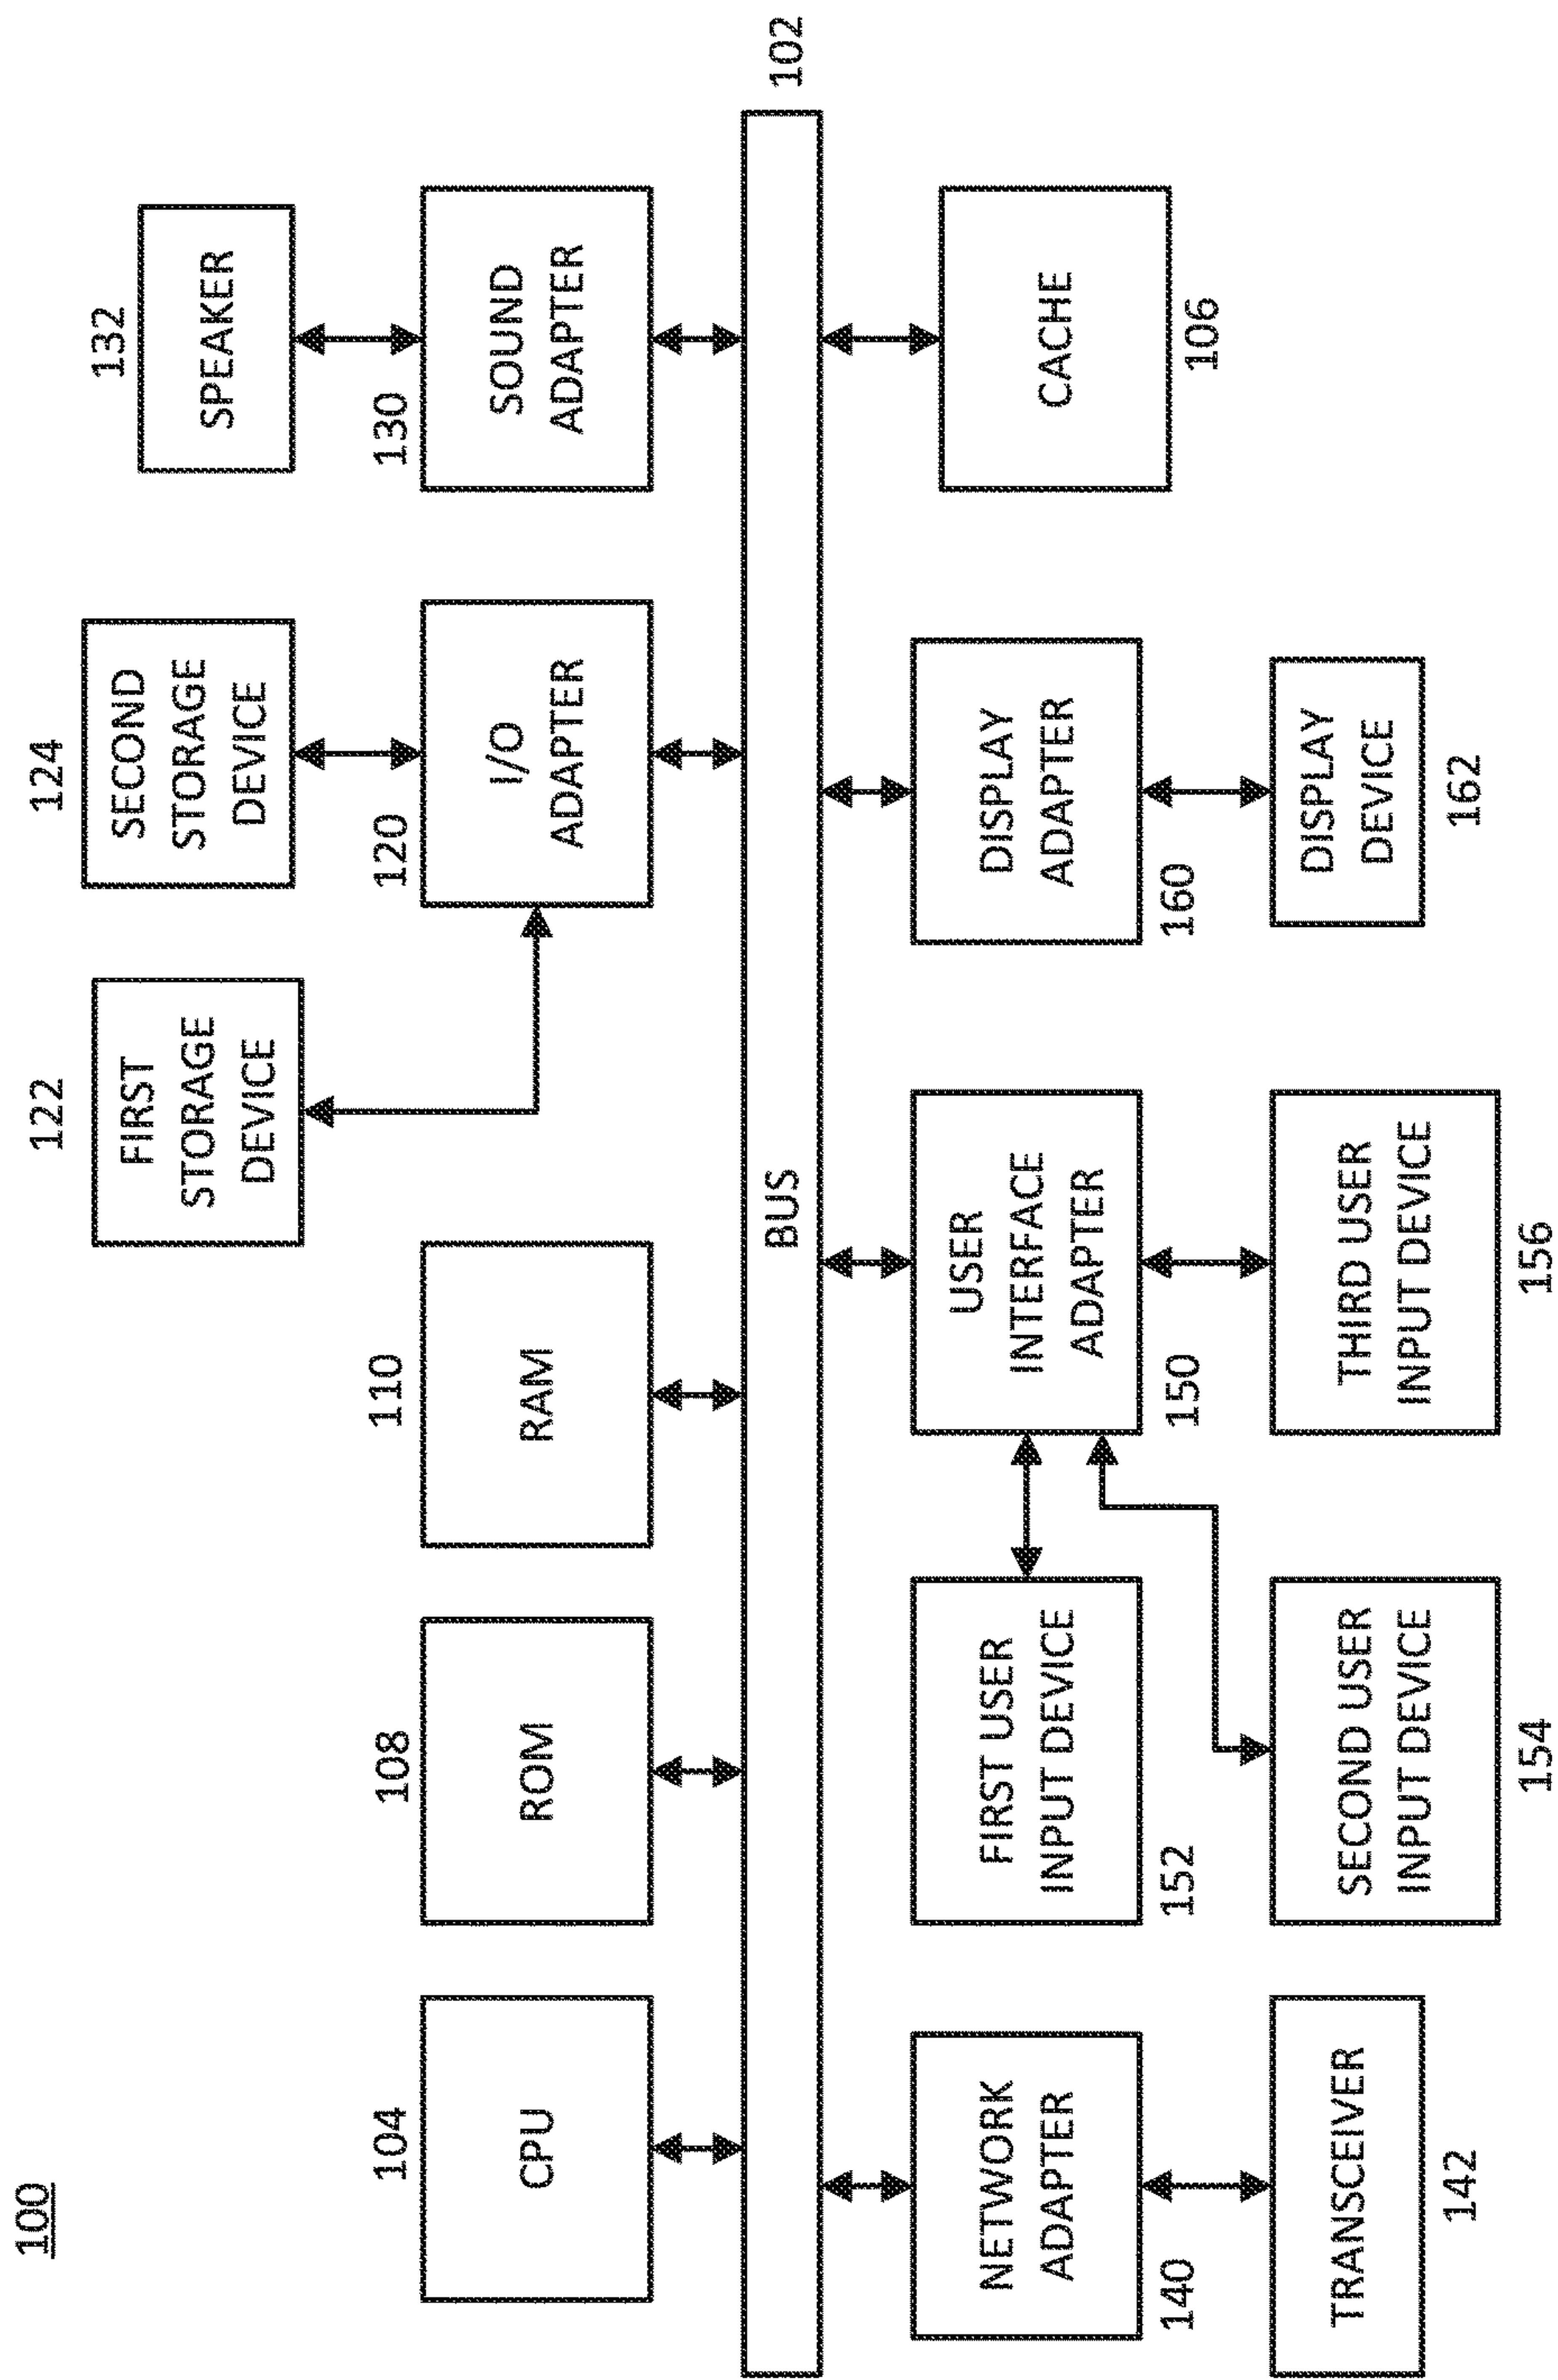 100
104
CPU
108
ROM
110
RAM
122
FIRST
STORAGE
DEVICE
124
SECOND
STORAGE
DEVICE
120
I/O
ADAPTER
132
SPEAKER
130
SOUND
ADAPTER
BUS
102
NETWORK
ADAPTER
140
TRANSCEIVER
142
FIRST USER
INPUT DEVICE
152
SECOND USER
INPUT DEVICE
154
USER
INTERFACE
ADAPTER
150
THIRD USER
INPUT DEVICE
156
DISPLAY
ADAPTER
160
DISPLAY
DEVICE
162
CACHE
106